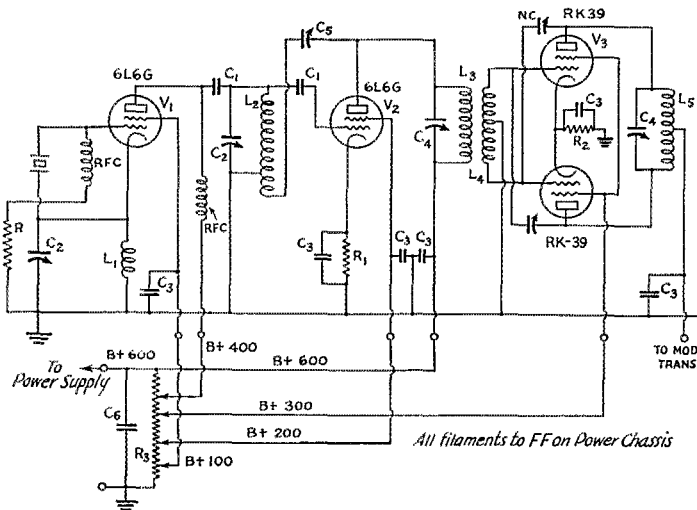 NC RK39
V3
C5
6L6G
C1
C1
6L6G
L3
V1
L2
V2
C3
C4
L5
C2
C4
R2
RFC
L4
R
RFC
RK-39
C2
L1
C3
C3
R1
C3 C3
C3
B+ 600
B+ 400
B+ 600
To
Power Supply
TO MOD
TRANS
C6
B+ 300
R3
B+ 200
All filaments to FF on Power Chassis
B+ 100